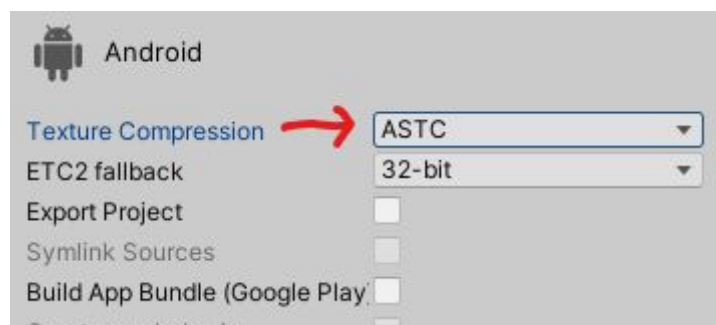 Android
Texture Compression ASTC
ETC2 fallback 32-bit
Export Project
Symlink Sources
Build App Bundle (Google Play